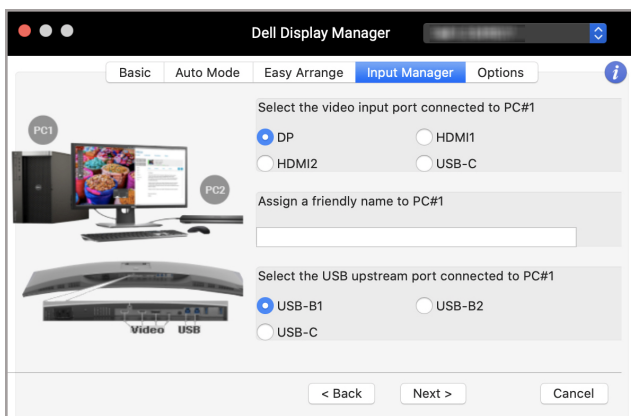 Dell Display Manager
Basic Auto Mode Easy Arrange Input Manager Options i
Select the video input port connected to PC#1
PC1
DP HDMI1
HDMI2 USB-C
PC2
Assign a friendly name to PC#1
Select the USB upstream port connected to PC#1
USB-B1 USB-B2
Video USB
USB-C
< Back Next > Cancel